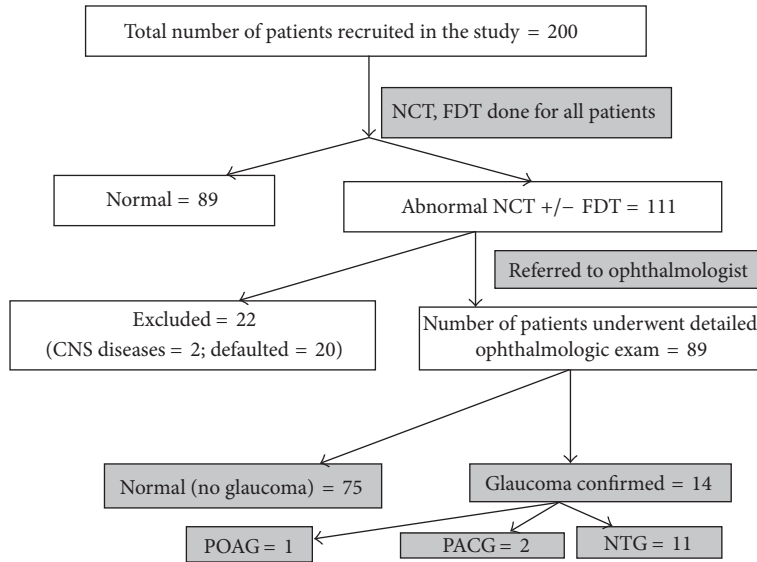 Total number of patients recruited in the study = 200
NCT, FDT done for all patients
Normal = 89
Abnormal NCT +/− FDT = 111
Referred to ophthalmologist
Excluded = 22
(CNS diseases = 2; defaulted = 20)
Number of patients underwent detailed
ophthalmologic exam = 89
Normal (no glaucoma) = 75
Glaucoma confirmed = 14
POAG = 1
PACG = 2
NTG = 11